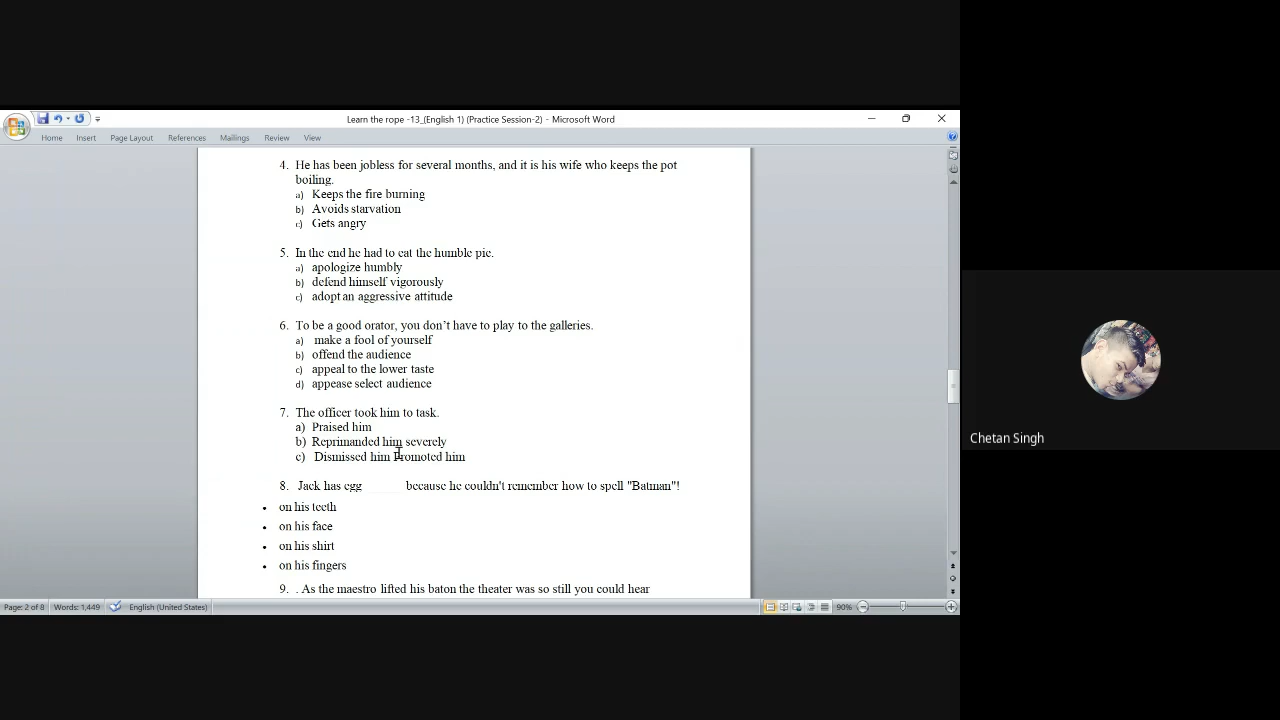 Learn the rope -13_(English 1) (Practice Session-2) - Microsoft Word
Home Insert Page Layout References Mailings Review View
4. He has been jobless for several months, and it is his wife who keeps the pot
boiling.
a) Keeps the fire burning
b) Avoids starvation
c) Gets angry
5. In the end he had to eat the humble pie.
a) apologize humbly
b) defend himself vigorously
c) adopt an aggressive attitude
6. To be a good orator, you don't have to play to the galleries.
a) make a fool of yourself
b) offend the audience
c) appeal to the lower taste
d) appease select audience
7. The officer took him to task.
a) Praised him
b) Reprimanded him severely
c) Dismissed him Promoted him
8. Jack has egg ______ because he couldn't remember how to spell "Batman"!
• on his teeth
• on his face
• on his shirt
• on his fingers
9. . As the maestro lifted his baton the theater was so still you could hear
Page: 2 of 8 Words: 1,449 English (United States) 90%
Chetan Singh